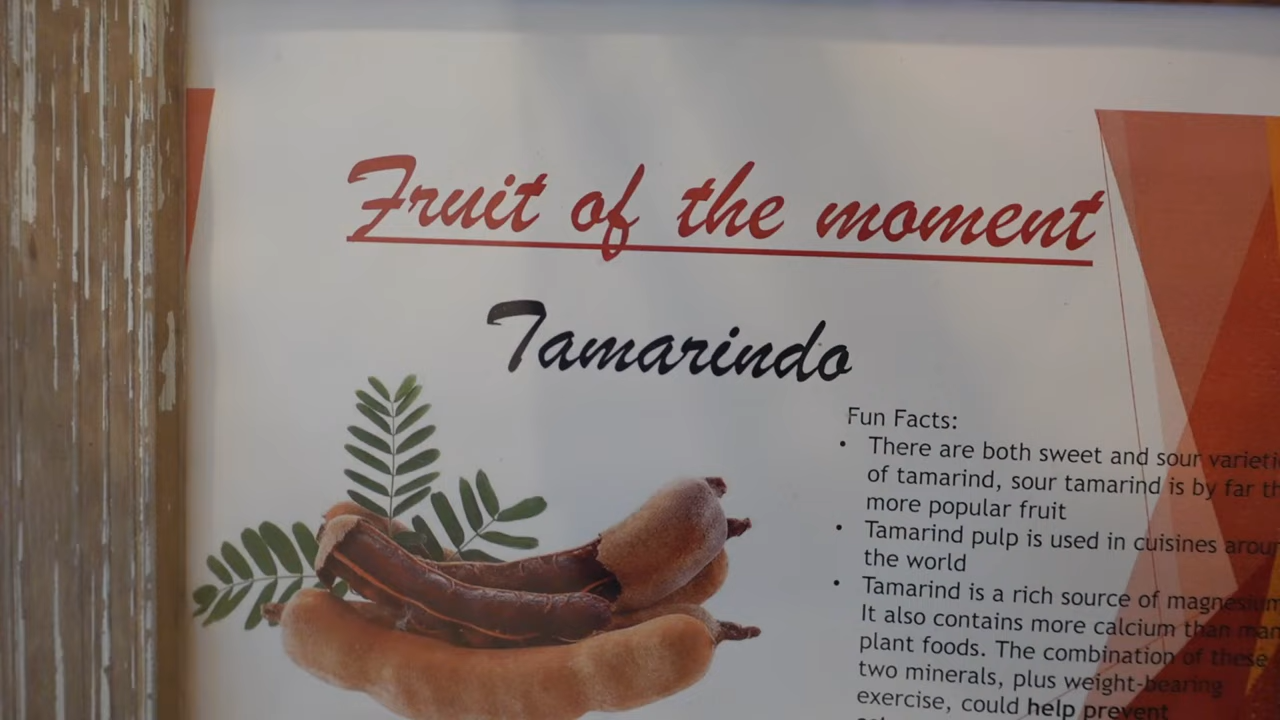 Fruit of the moment
Tamarindo
Fun Facts:
• There are both sweet and sour
of tamarind, sour tamarind is by far
more popular fruit
• Tamarind pulp is used in cuisines
the world
• Tamarind is a rich source of magnesium
It also contains more calcium than
plant foods. The combination of these
two minerals, plus weight-bearing
exercise, could help prevent